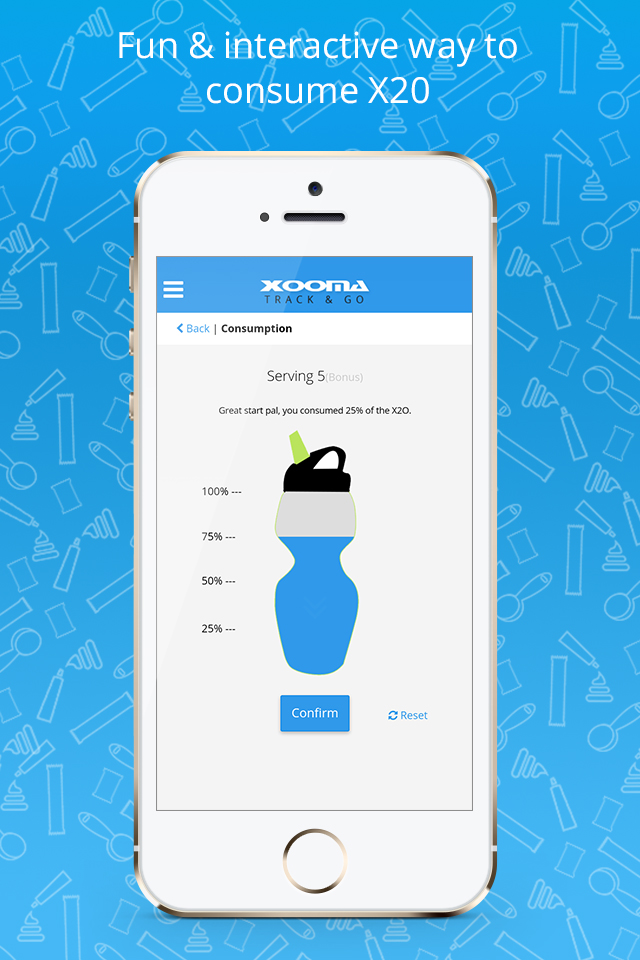 Fun & interactive way to
consume X20
XOOMA
TRACK & GO
Back | Consumption
Serving 5(Bonus)
Great start pal, you consumed 25% of the X2O.
100% ---
75% ---
50% ---
25% ---
Confirm
Reset